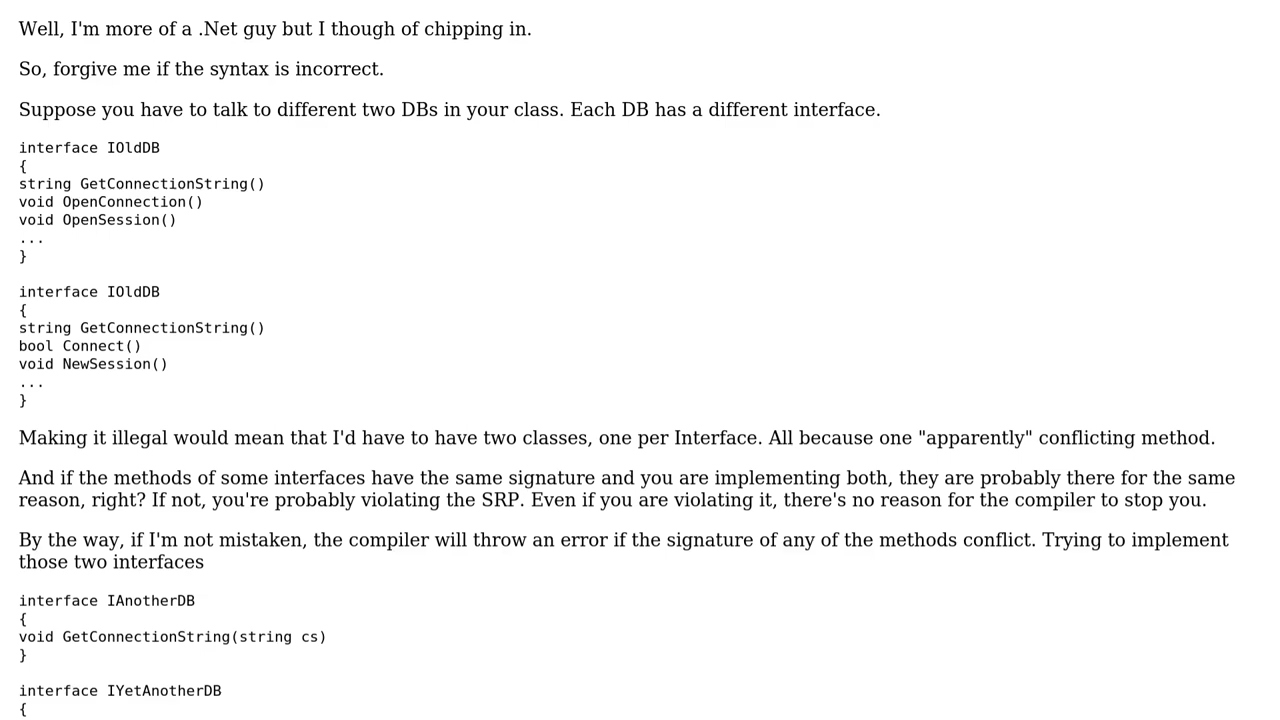 Well, I'm more of a .Net guy but I though of chipping in.
So, forgive me if the syntax is incorrect.
Suppose you have to talk to different two DBs in your class. Each DB has a different interface.
interface IOldDB
{
string GetConnectionString()
void OpenConnection()
void OpenSession()
...
}
interface IOldDB
{
string GetConnectionString()
bool Connect()
void NewSession()
...
}
Making it illegal would mean that I'd have to have two classes, one per Interface. All because one "apparently" conflicting method.
And if the methods of some interfaces have the same signature and you are implementing both, they are probably there for the same
reason, right? If not, you're probably violating the SRP. Even if you are violating it, there's no reason for the compiler to stop you.
By the way, if I'm not mistaken, the compiler will throw an error if the signature of any of the methods conflict. Trying to implement
those two interfaces
interface IAnotherDB
{
void GetConnectionString(string cs)
}
interface IYetAnotherDB
{